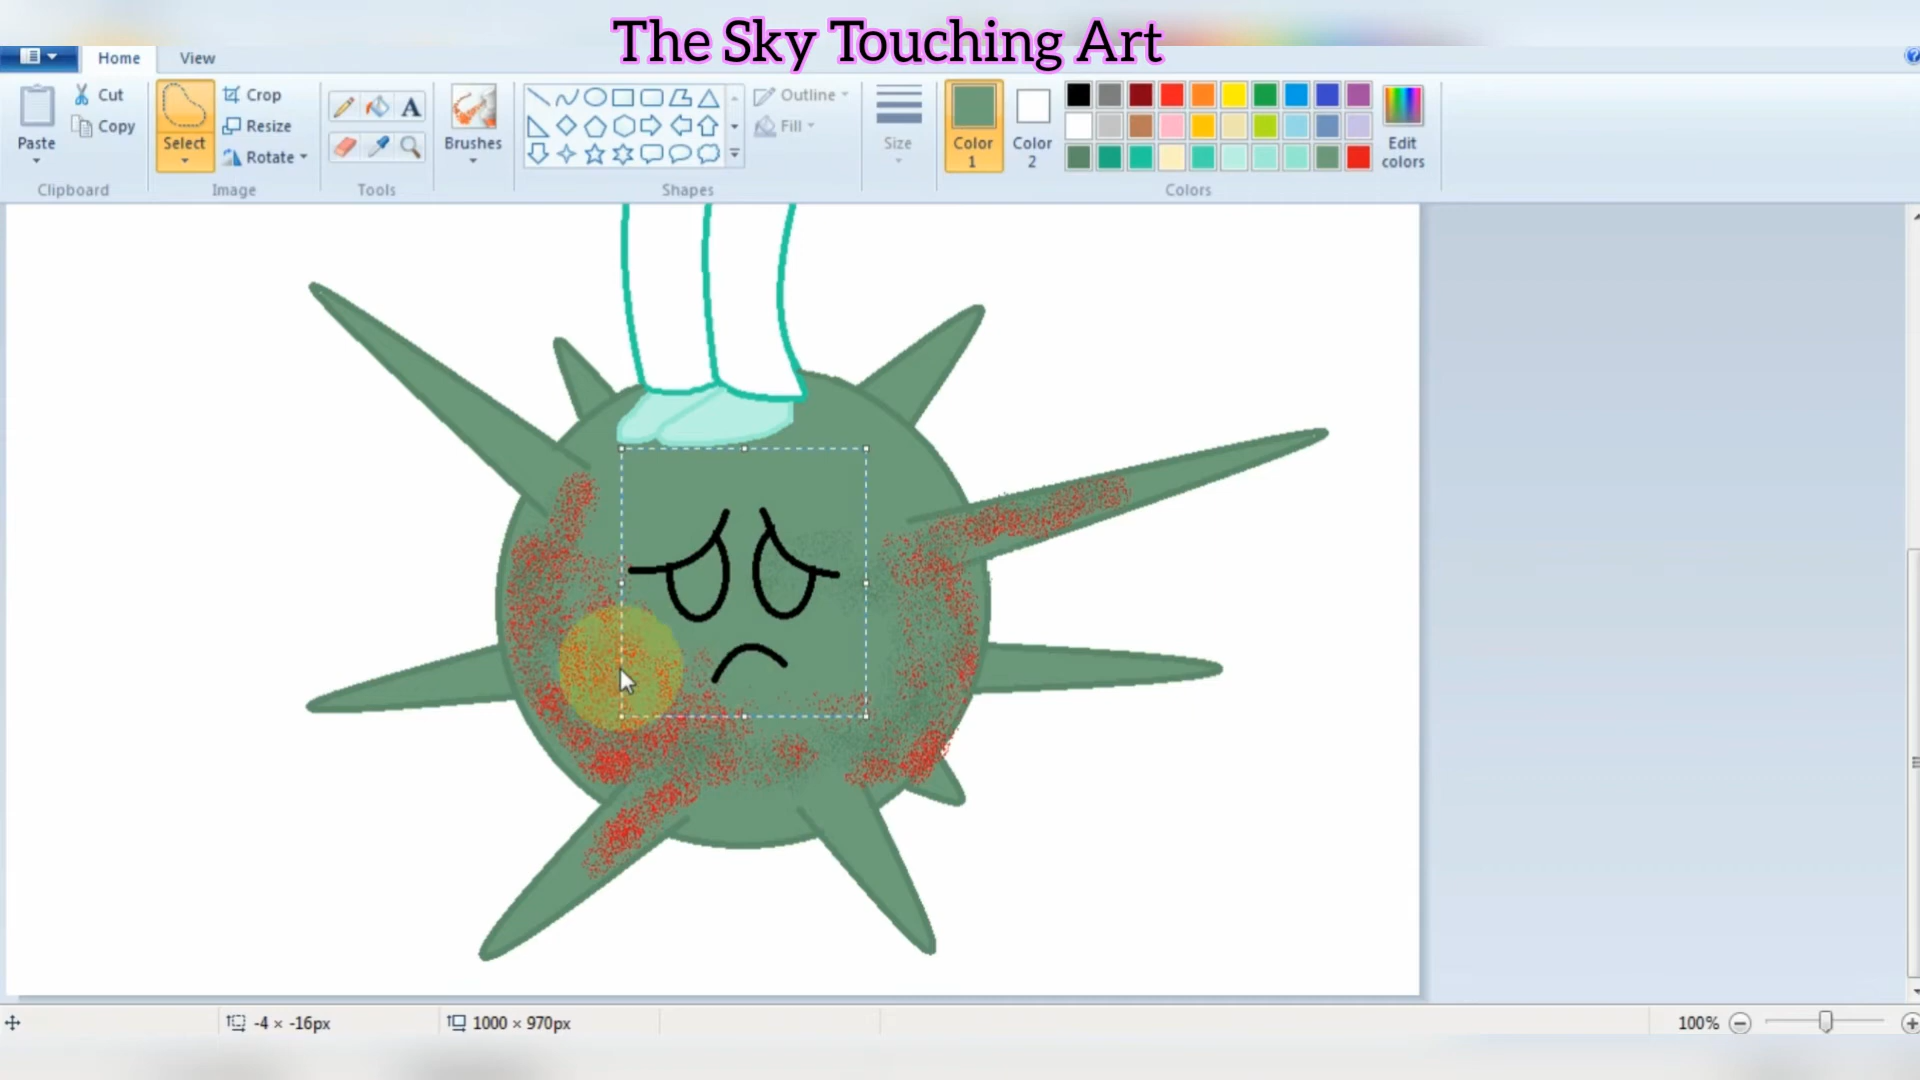 The Sky Touching Art
Home View
Paste
Cut
Copy
Clipboard
Select
Crop
Resize
Rotate
Image
A
Tools
Brushes
Shapes
Outline
Fill
Size
Color 1
Color 2
Edit colors
Colors
-4 × -16px
1000 × 970px
100%